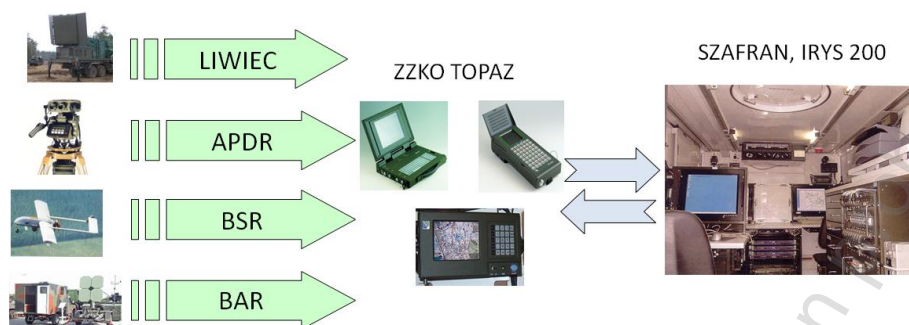 LIWIEC
APDR
BSR
BAR
ZZKO TOPAZ
SZAFRAN, IRYS 200